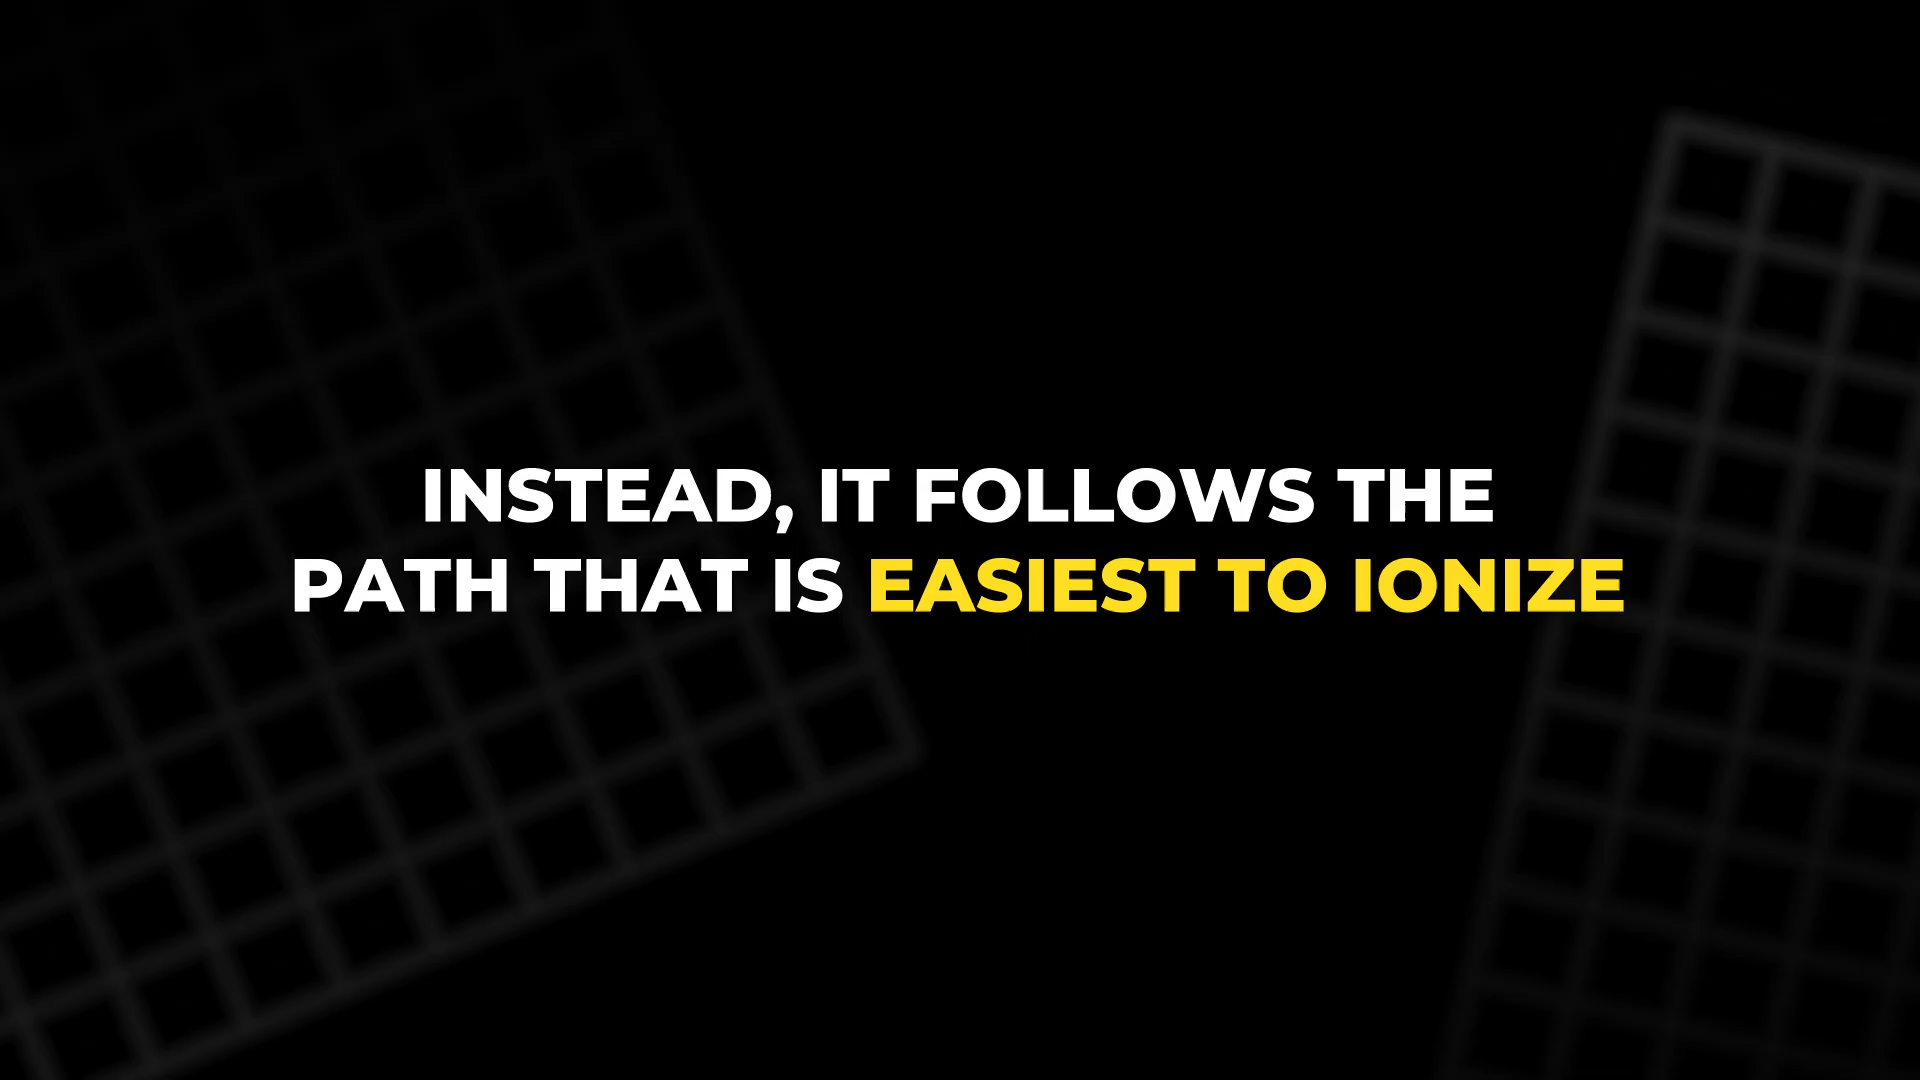 INSTEAD, IT FOLLOWS THE
PATH THAT IS EASIEST TO IONIZE